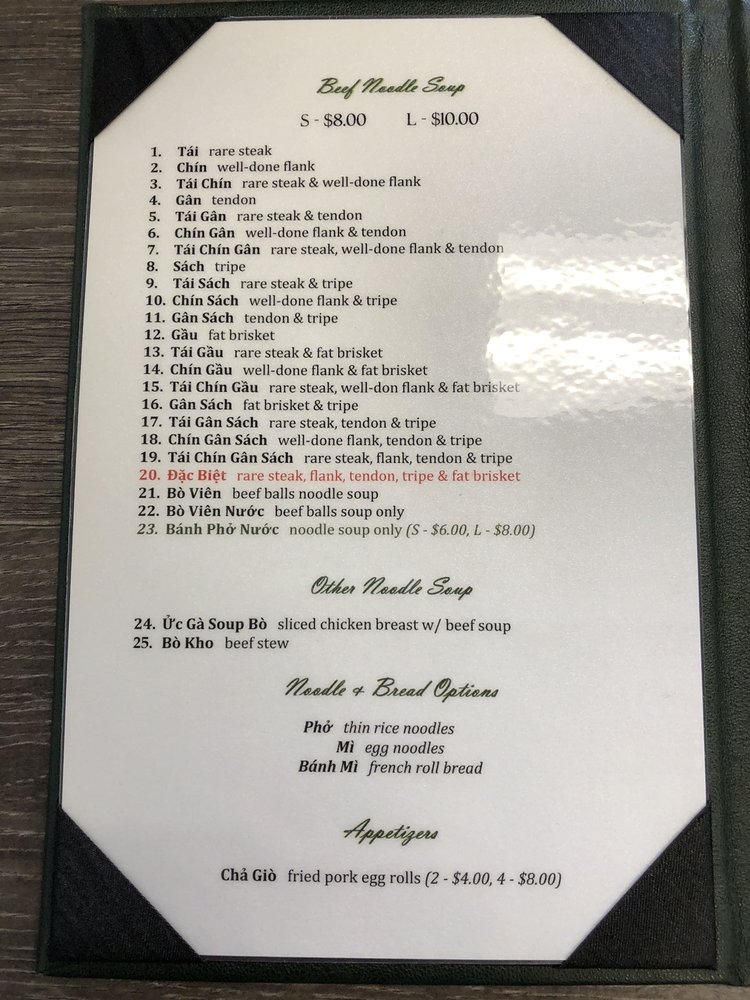 Beef Noodle Soup
S - $8.00 L - $10.00
1. Tái rare steak
2. Chín well-done flank
3. Tái Chín rare steak & well-done flank
4. Gân tendon
5. Tái Gân rare steak & tendon
6. Chín Gân well-done flank & tendon
7. Tái Chín Gân rare steak, well-done flank & tendon
8. Sách tripe
9. Tái Sách rare steak & tripe
10. Chín Sách well-done flank & tripe
11. Gân Sách tendon & tripe
12. Gầu fat brisket
13. Tái Gầu rare steak & fat brisket
14. Chín Gầu well-done flank & fat brisket
15. Tái Chín Gầu rare steak, well-don flank & fat brisket
16. Gân Sách fat brisket & tripe
17. Tái Gân Sách rare steak, tendon & tripe
18. Chín Gân Sách well-done flank, tendon & tripe
19. Tái Chín Gân Sách rare steak, flank, tendon & tripe
20. Đặc Biệt rare steak, flank, tendon, tripe & fat brisket
21. Bò Viên beef balls noodle soup
22. Bò Viên Nước beef balls soup only
23. Bánh Phở Nước noodle soup only (S - $6.00, L - $8.00)
Other Noodle Soup
24. Ửc Gà Soup Bò sliced chicken breast w/ beef soup
25. Bò Kho beef stew
Noodle & Bread Options
Phở thin rice noodles
Mì egg noodles
Bánh Mì french roll bread
Appetizers
Chả Giò fried pork egg rolls (2 - $4.00, 4 - $8.00)